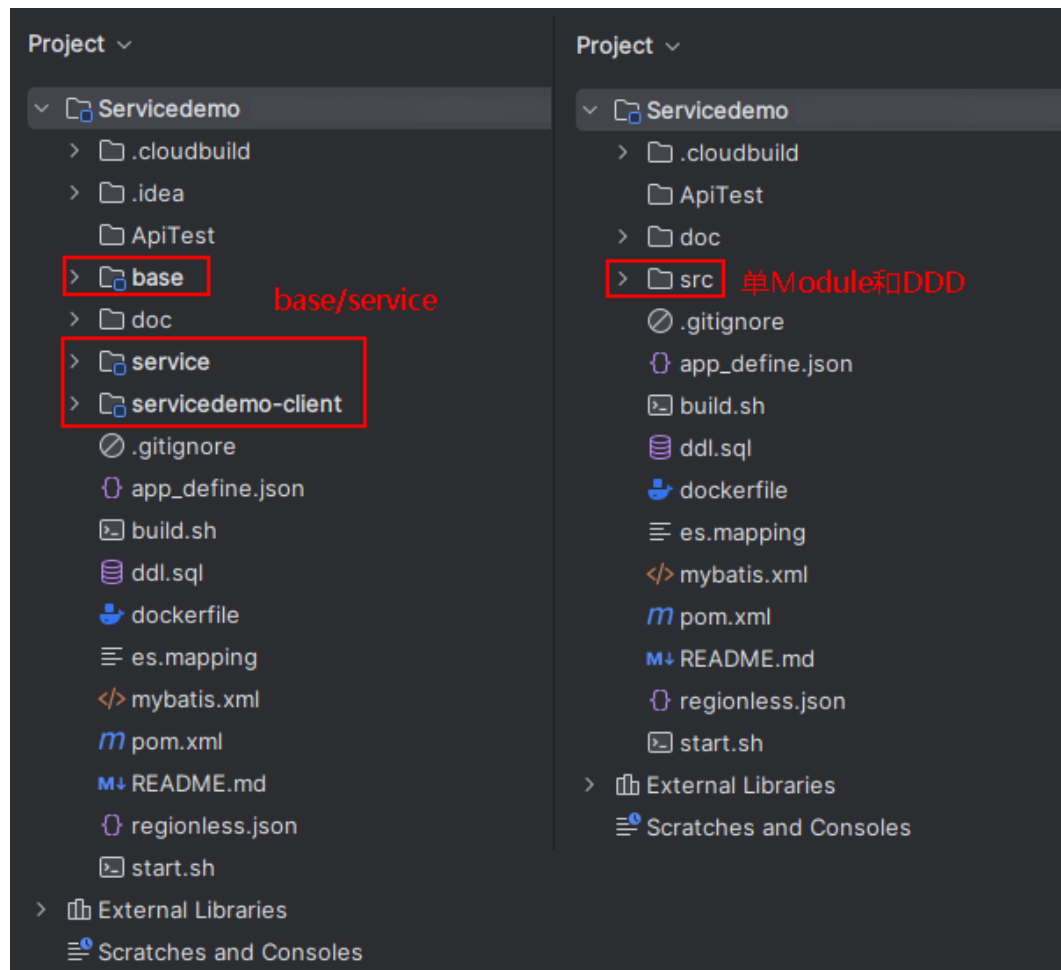 Project
Servicedemo
.cloudbuild
.idea
ApiTest
base
base/service
doc
service
servicedemo-client
.gitignore
app_define.json
build.sh
ddl.sql
dockerfile
es.mapping
mybatis.xml
pom.xml
README.md
regionless.json
start.sh
External Libraries
Scratches and Consoles
Project
Servicedemo
.cloudbuild
ApiTest
doc
src 单Module和DDD
.gitignore
app_define.json
build.sh
ddl.sql
dockerfile
es.mapping
mybatis.xml
pom.xml
README.md
regionless.json
start.sh
External Libraries
Scratches and Consoles